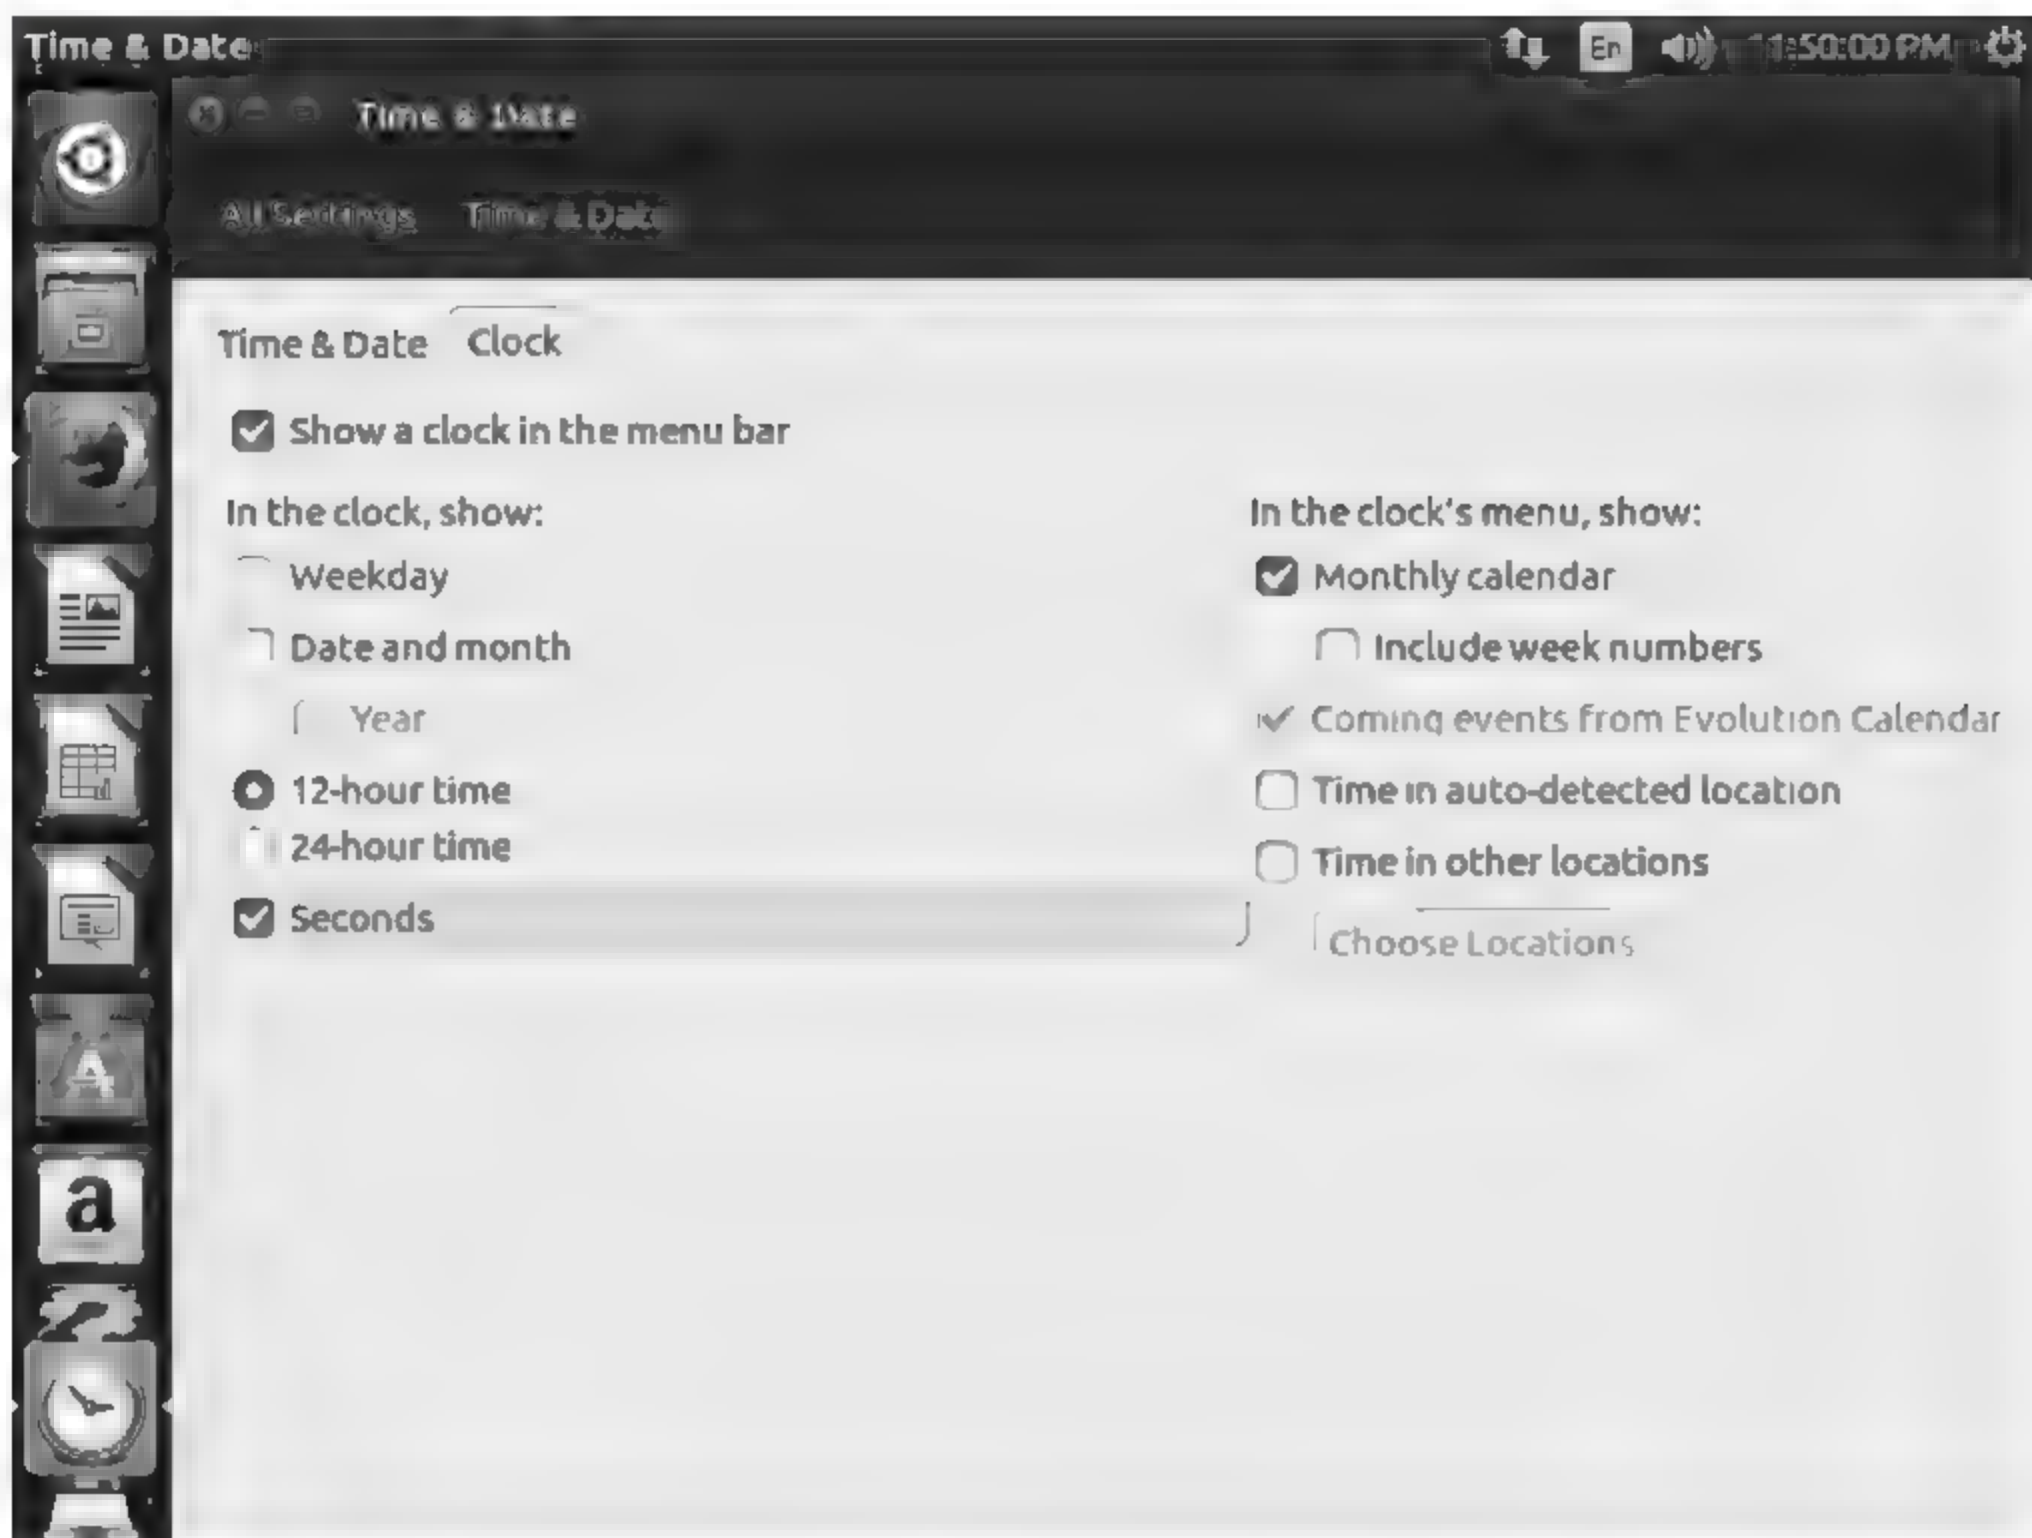 Time & Date
En
11:50:00 PM
Time & Date
All Settings Time & Date
Time & Date Clock
Show a clock in the menu bar
In the clock, show:
Weekday
Date and month
Year
12-hour time
24-hour time
Seconds
In the clock's menu, show:
Monthly calendar
Include week numbers
Coming events from Evolution Calendar
Time in auto-detected location
Time in other locations
Choose Locations
A
a